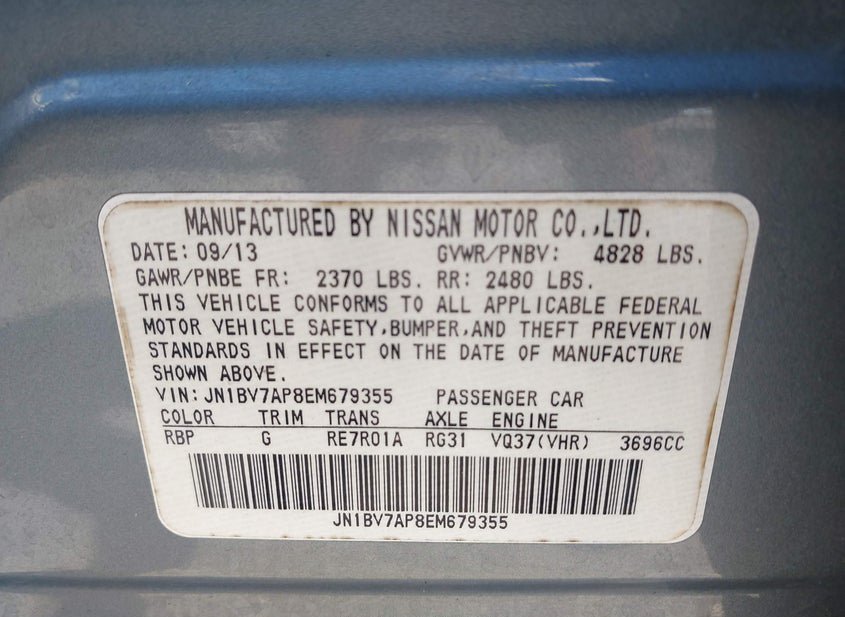 MANUFACTURED BY NISSAN MOTOR CO.,LTD.
DATE: 09/13 GVWR/PNBV: 4828 LBS.
GAWR/PNBE FR: 2370 LBS. RR: 2480 LBS.
THIS VEHICLE CONFORMS TO ALL APPLICABLE FEDERAL
MOTOR VEHICLE SAFETY,BUMPER,AND THEFT PREVENTION
STANDARDS IN EFFECT ON THE DATE OF MANUFACTURE
SHOWN ABOVE.
VIN: JN1BV7AP8EM679355 PASSENGER CAR
COLOR TRIM TRANS AXLE ENGINE
RBP G RE7R01A RG31 VQ37(VHR) 3696CC
JN1BV7AP8EM679355